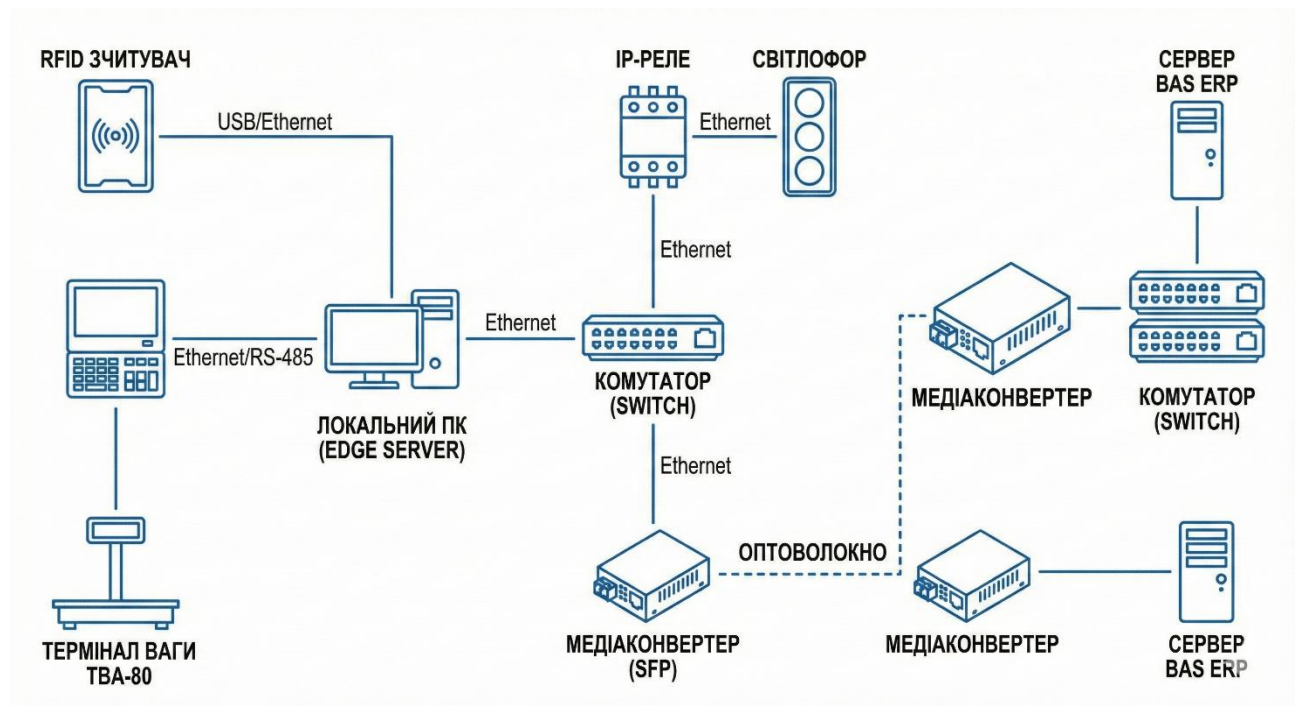 RFID ЗЧИТУВАЧ
IP-РЕЛЕ
СВІТЛОФОР
СЕРВЕР
BAS ERP
USB/Ethernet
Ethernet
Ethernet
Ethernet/RS-485
Ethernet
ЛОКАЛЬНИЙ ПК
(EDGE SERVER)
КОМУТАТОР
(SWITCH)
МЕДІАКОНВЕРТЕР
КОМУТАТОР
(SWITCH)
Ethernet
ОПТОВОЛОКНО
ТЕРМІНАЛ ВАГИ
ТВА-80
МЕДІАКОНВЕРТЕР
(SFP)
МЕДІАКОНВЕРТЕР
СЕРВЕР
BAS ERP